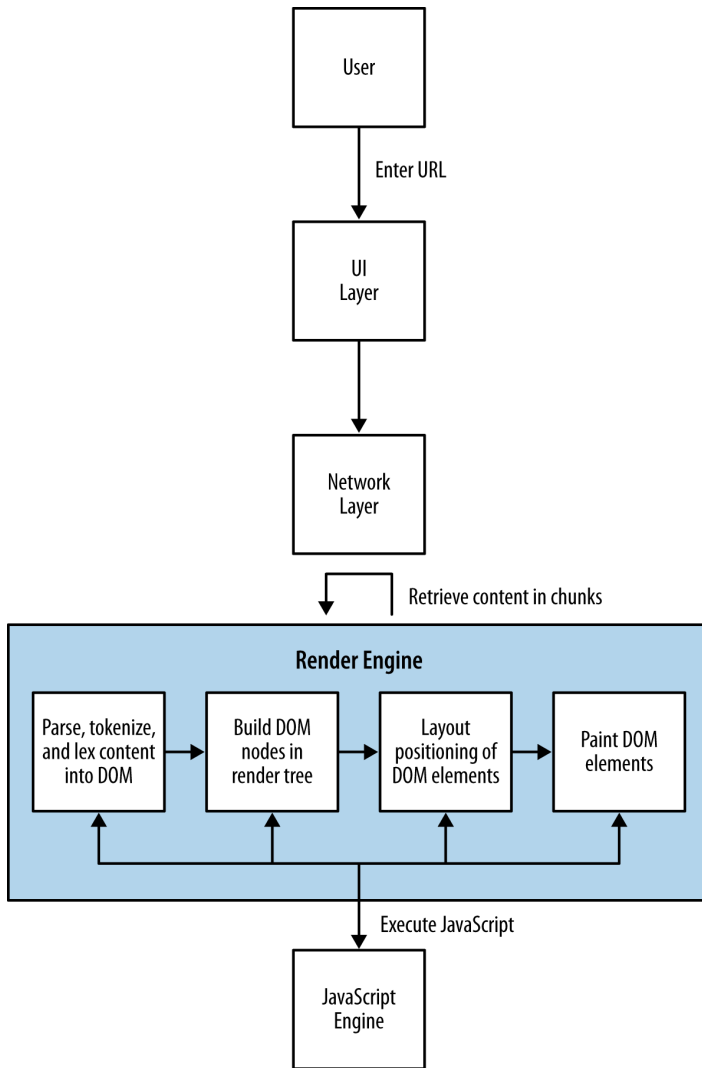 User
Enter URL
UI
Layer
Network
Layer
Retrieve content in chunks
Render Engine
Parse, tokenize,
and lex content
into DOM
Build DOM
nodes in
render tree
Layout
positioning of
DOM elements
Paint DOM
elements
Execute JavaScript
JavaScript
Engine